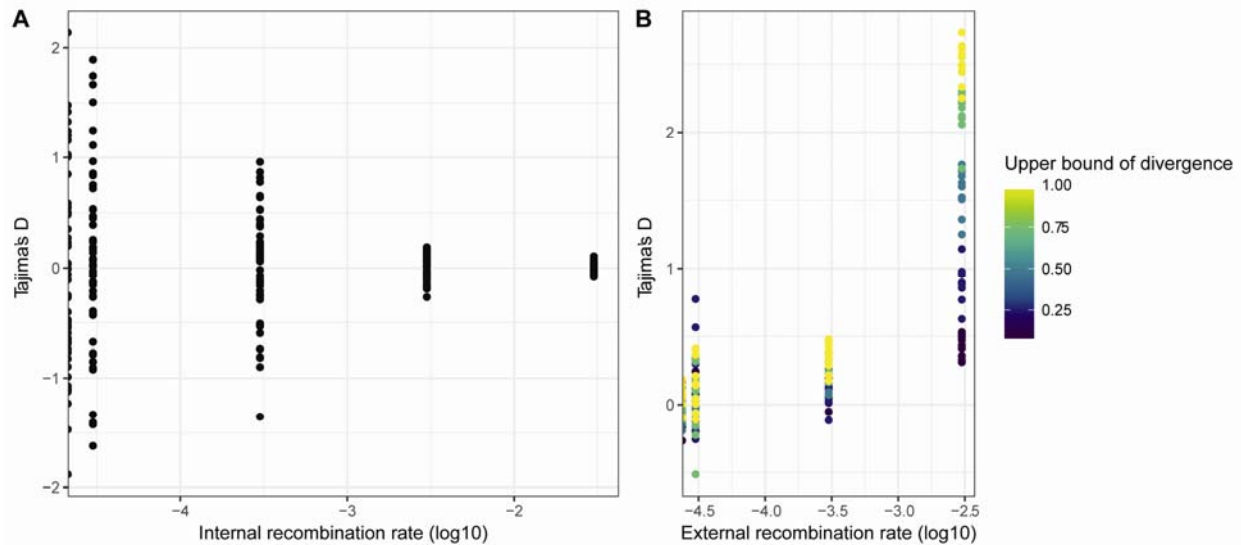 A
2
1
0
−1
−2
Tajima's D
−4
−3
−2
Internal recombination rate (log10)
B
2
1
0
Tajima's D
−4.5
−4.0
−3.5
−3.0
−2.5
External recombination rate (log10)
Upper bound of divergence
1.00
0.75
0.50
0.25